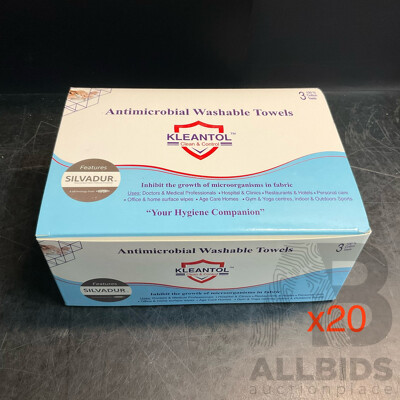 Antimicrobial Washable Towels
3
KLEANTOL™
Clean & Control
Features
SILVADUR™
Inhibit the growth of microorganisms in fabric
Uses: Doctors & Medical Professionals • Hospital & Clinics • Restaurants & Hotels • Personal care
• Office & home surface wipes • Age Care Homes • Gym & Yoga centres, Indoor & Outdoors Sports
"Your Hygiene Companion"
Antimicrobial Washable Towels
3
KLEANTOL
Features
SILVADUR
Inhibit the growth of microorganisms in fabric
x20
ALLBIDS
auctionplace